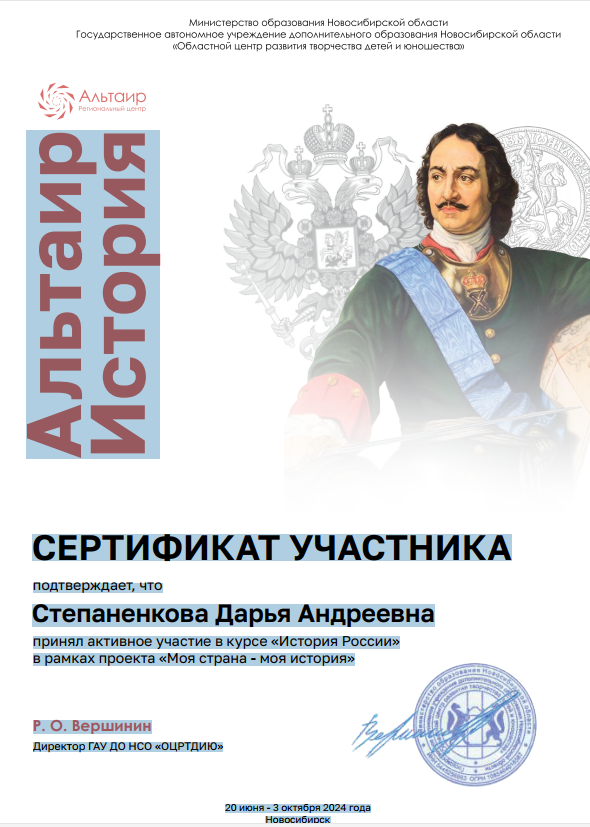 Министерство образования Новосибирской области
Государственное автономное учреждение дополнительного образования Новосибирской области
«Областной центр развития творчества детей и юношества»
Альтаир
Региональный центр
Альтаир
История
СЕРТИФИКАТ УЧАСТНИКА
подтверждает, что
Степаненкова Дарья Андреевна
принял активное участие в курсе «История России»
в рамках проекта «Моя страна - моя история»
Р. О. Вершинин
Директор ГАУ ДО НСО «ОЦРТДИЮ»
20 июня - 3 октября 2024 года
Новосибирск